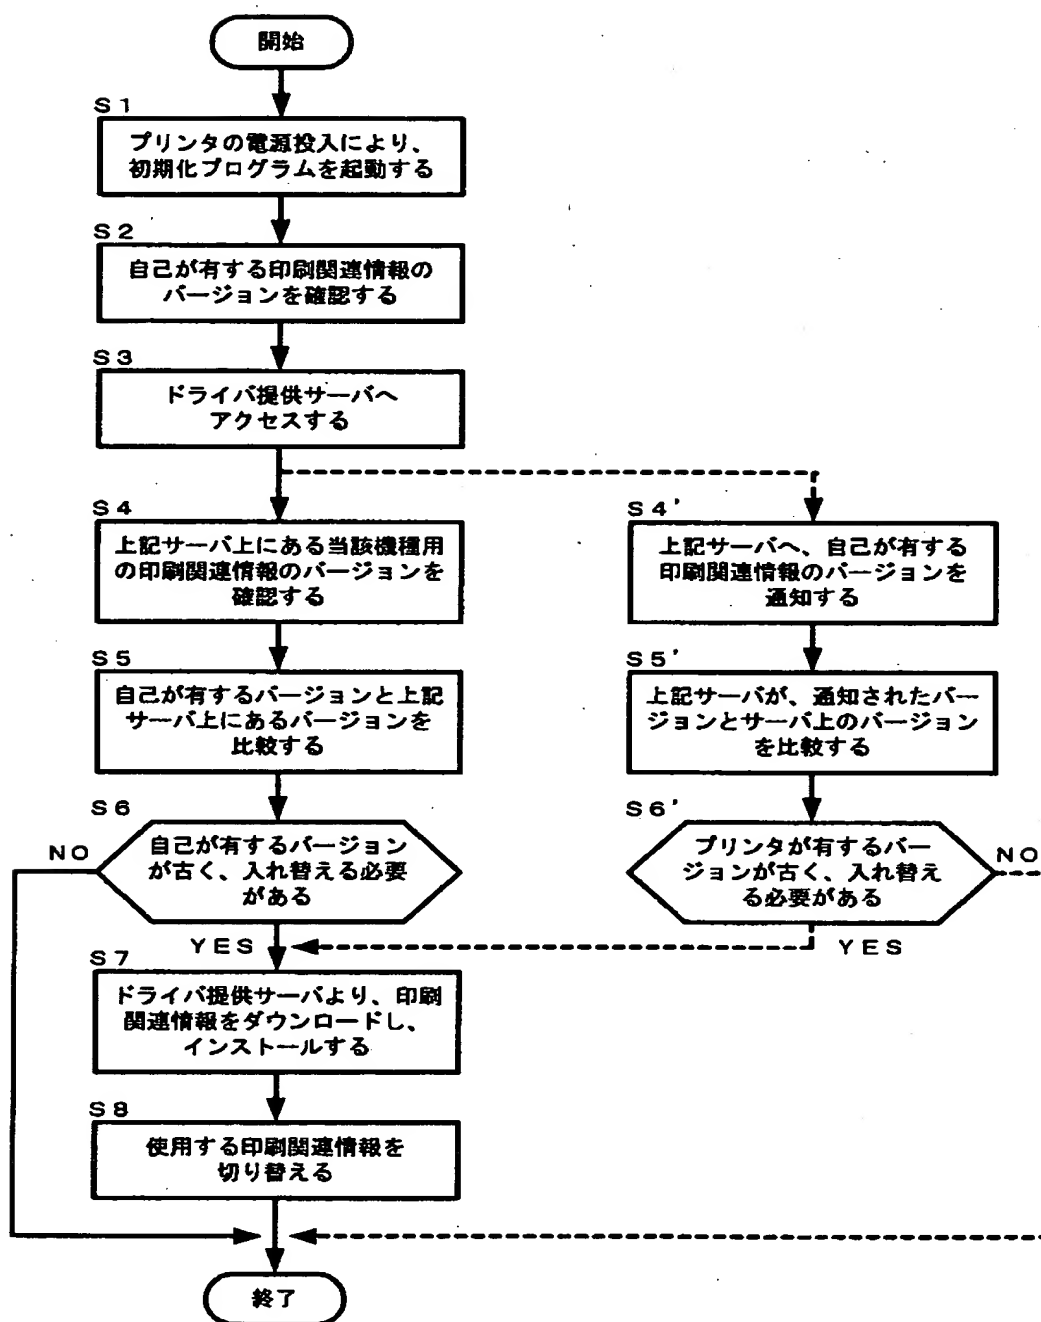 開始
S1
プリンタの電源投入により、
初期化プログラムを起動する
S2
自己が有する印刷関連情報の
バージョンを確認する
S3
ドライバ提供サーバへ
アクセスする
S4
上記サーバ上にある当該機種用
の印刷関連情報のバージョンを
確認する
S4'
上記サーバへ、自己が有する
印刷関連情報のバージョンを
通知する
S5
自己が有するバージョンと上記
サーバ上にあるバージョンを
比較する
S5'
上記サーバが、通知されたバー
ジョンとサーバ上のバージョン
を比較する
S6
自己が有するバージョン
が古く、入れ替える必要
がある
NO
YES
S6'
プリンタが有するバー
ジョンが古く、入れ替え
る必要がある
NO
YES
S7
ドライバ提供サーバより、印刷
関連情報をダウンロードし、
インストールする
S8
使用する印刷関連情報を
切り替える
終了